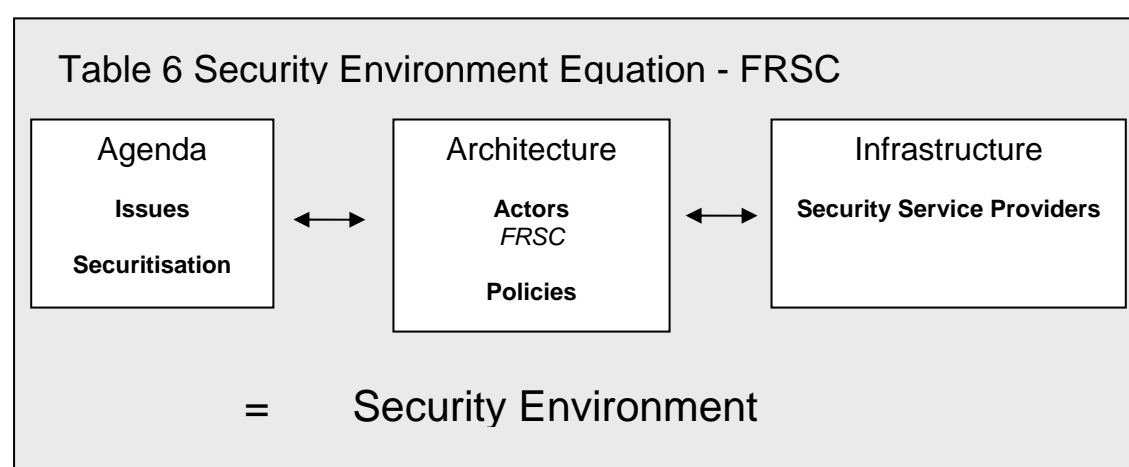 Table 6 Security Environment Equation - FRSC
Agenda
Issues
Securitisation
Architecture
Actors
FRSC
Policies
Infrastructure
Security Service Providers
= Security Environment